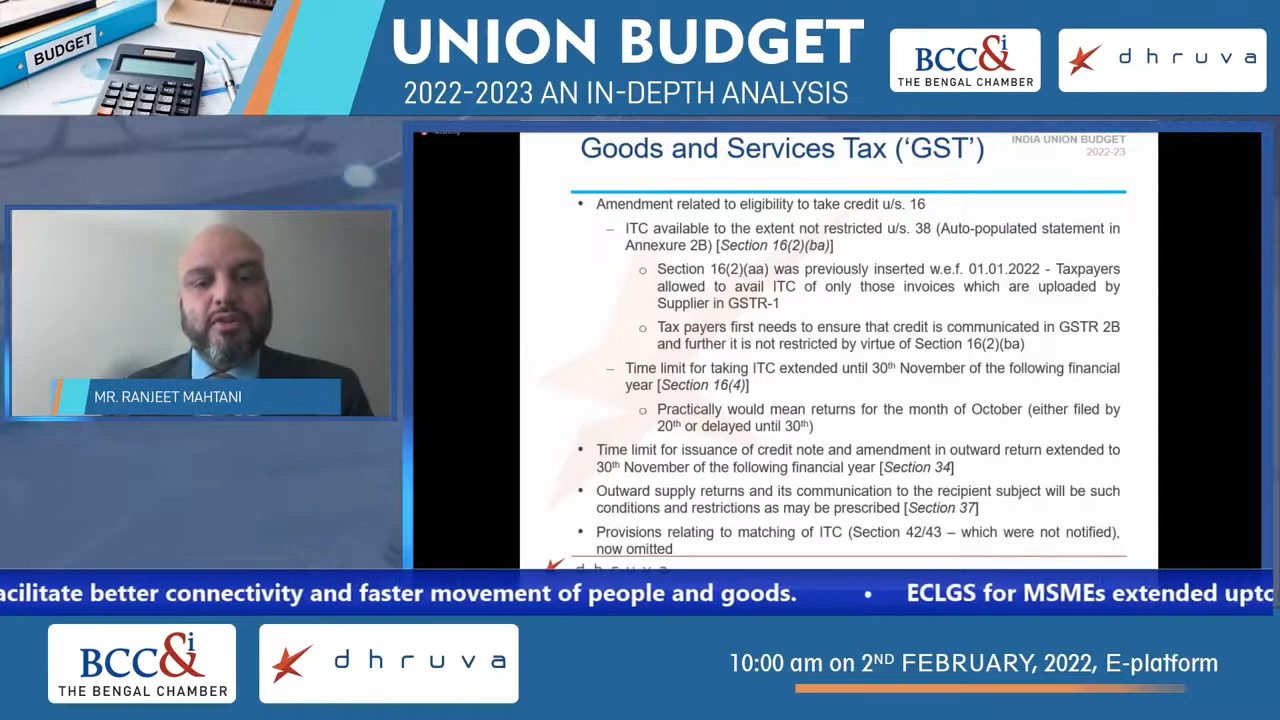 BUDGET
UNION BUDGET
2022-2023 AN IN-DEPTH ANALYSIS
BCC&i
THE BENGAL CHAMBER
dhruva
Goods and Services Tax (‘GST’)
INDIA UNION BUDGET
2022-23
• Amendment related to eligibility to take credit u/s. 16
– ITC available to the extent not restricted u/s. 38 (Auto-populated statement in
Annexure 2B) [Section 16(2)(ba)]
o Section 16(2)(aa) was previously inserted w.e.f. 01.01.2022 - Taxpayers
allowed to avail ITC of only those invoices which are uploaded by
Supplier in GSTR-1
o Tax payers first needs to ensure that credit is communicated in GSTR 2B
and further it is not restricted by virtue of Section 16(2)(ba)
– Time limit for taking ITC extended until 30th November of the following financial
year [Section 16(4)]
o Practically would mean returns for the month of October (either filed by
20th or delayed until 30th)
• Time limit for issuance of credit note and amendment in outward return extended to
30th November of the following financial year [Section 34]
• Outward supply returns and its communication to the recipient subject will be such
conditions and restrictions as may be prescribed [Section 37]
• Provisions relating to matching of ITC (Section 42/43 – which were not notified),
now omitted
dhruva
MR. RANJEET MAHTANI
acilitate better connectivity and faster movement of people and goods. • ECLGS for MSMEs extended upto
BCC&i
THE BENGAL CHAMBER
dhruva
10:00 am on 2ND FEBRUARY, 2022, E-platform